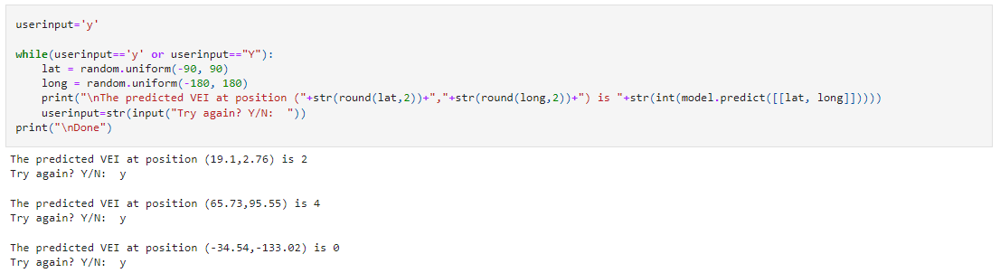 userinput='y'
while(userinput=='y' or userinput=="Y"):
    lat = random.uniform(-90, 90)
    long = random.uniform(-180, 180)
    print("\nThe predicted VEI at position ("+str(round(lat,2))+","+str(round(long,2))+") is "+str(int(model.predict([[lat, long]]))))
    userinput=str(input("Try again? Y/N:  "))
print("\nDone")
The predicted VEI at position (19.1,2.76) is 2
Try again? Y/N:  y
The predicted VEI at position (65.73,95.55) is 4
Try again? Y/N:  y
The predicted VEI at position (-34.54,-133.02) is 0
Try again? Y/N:  y